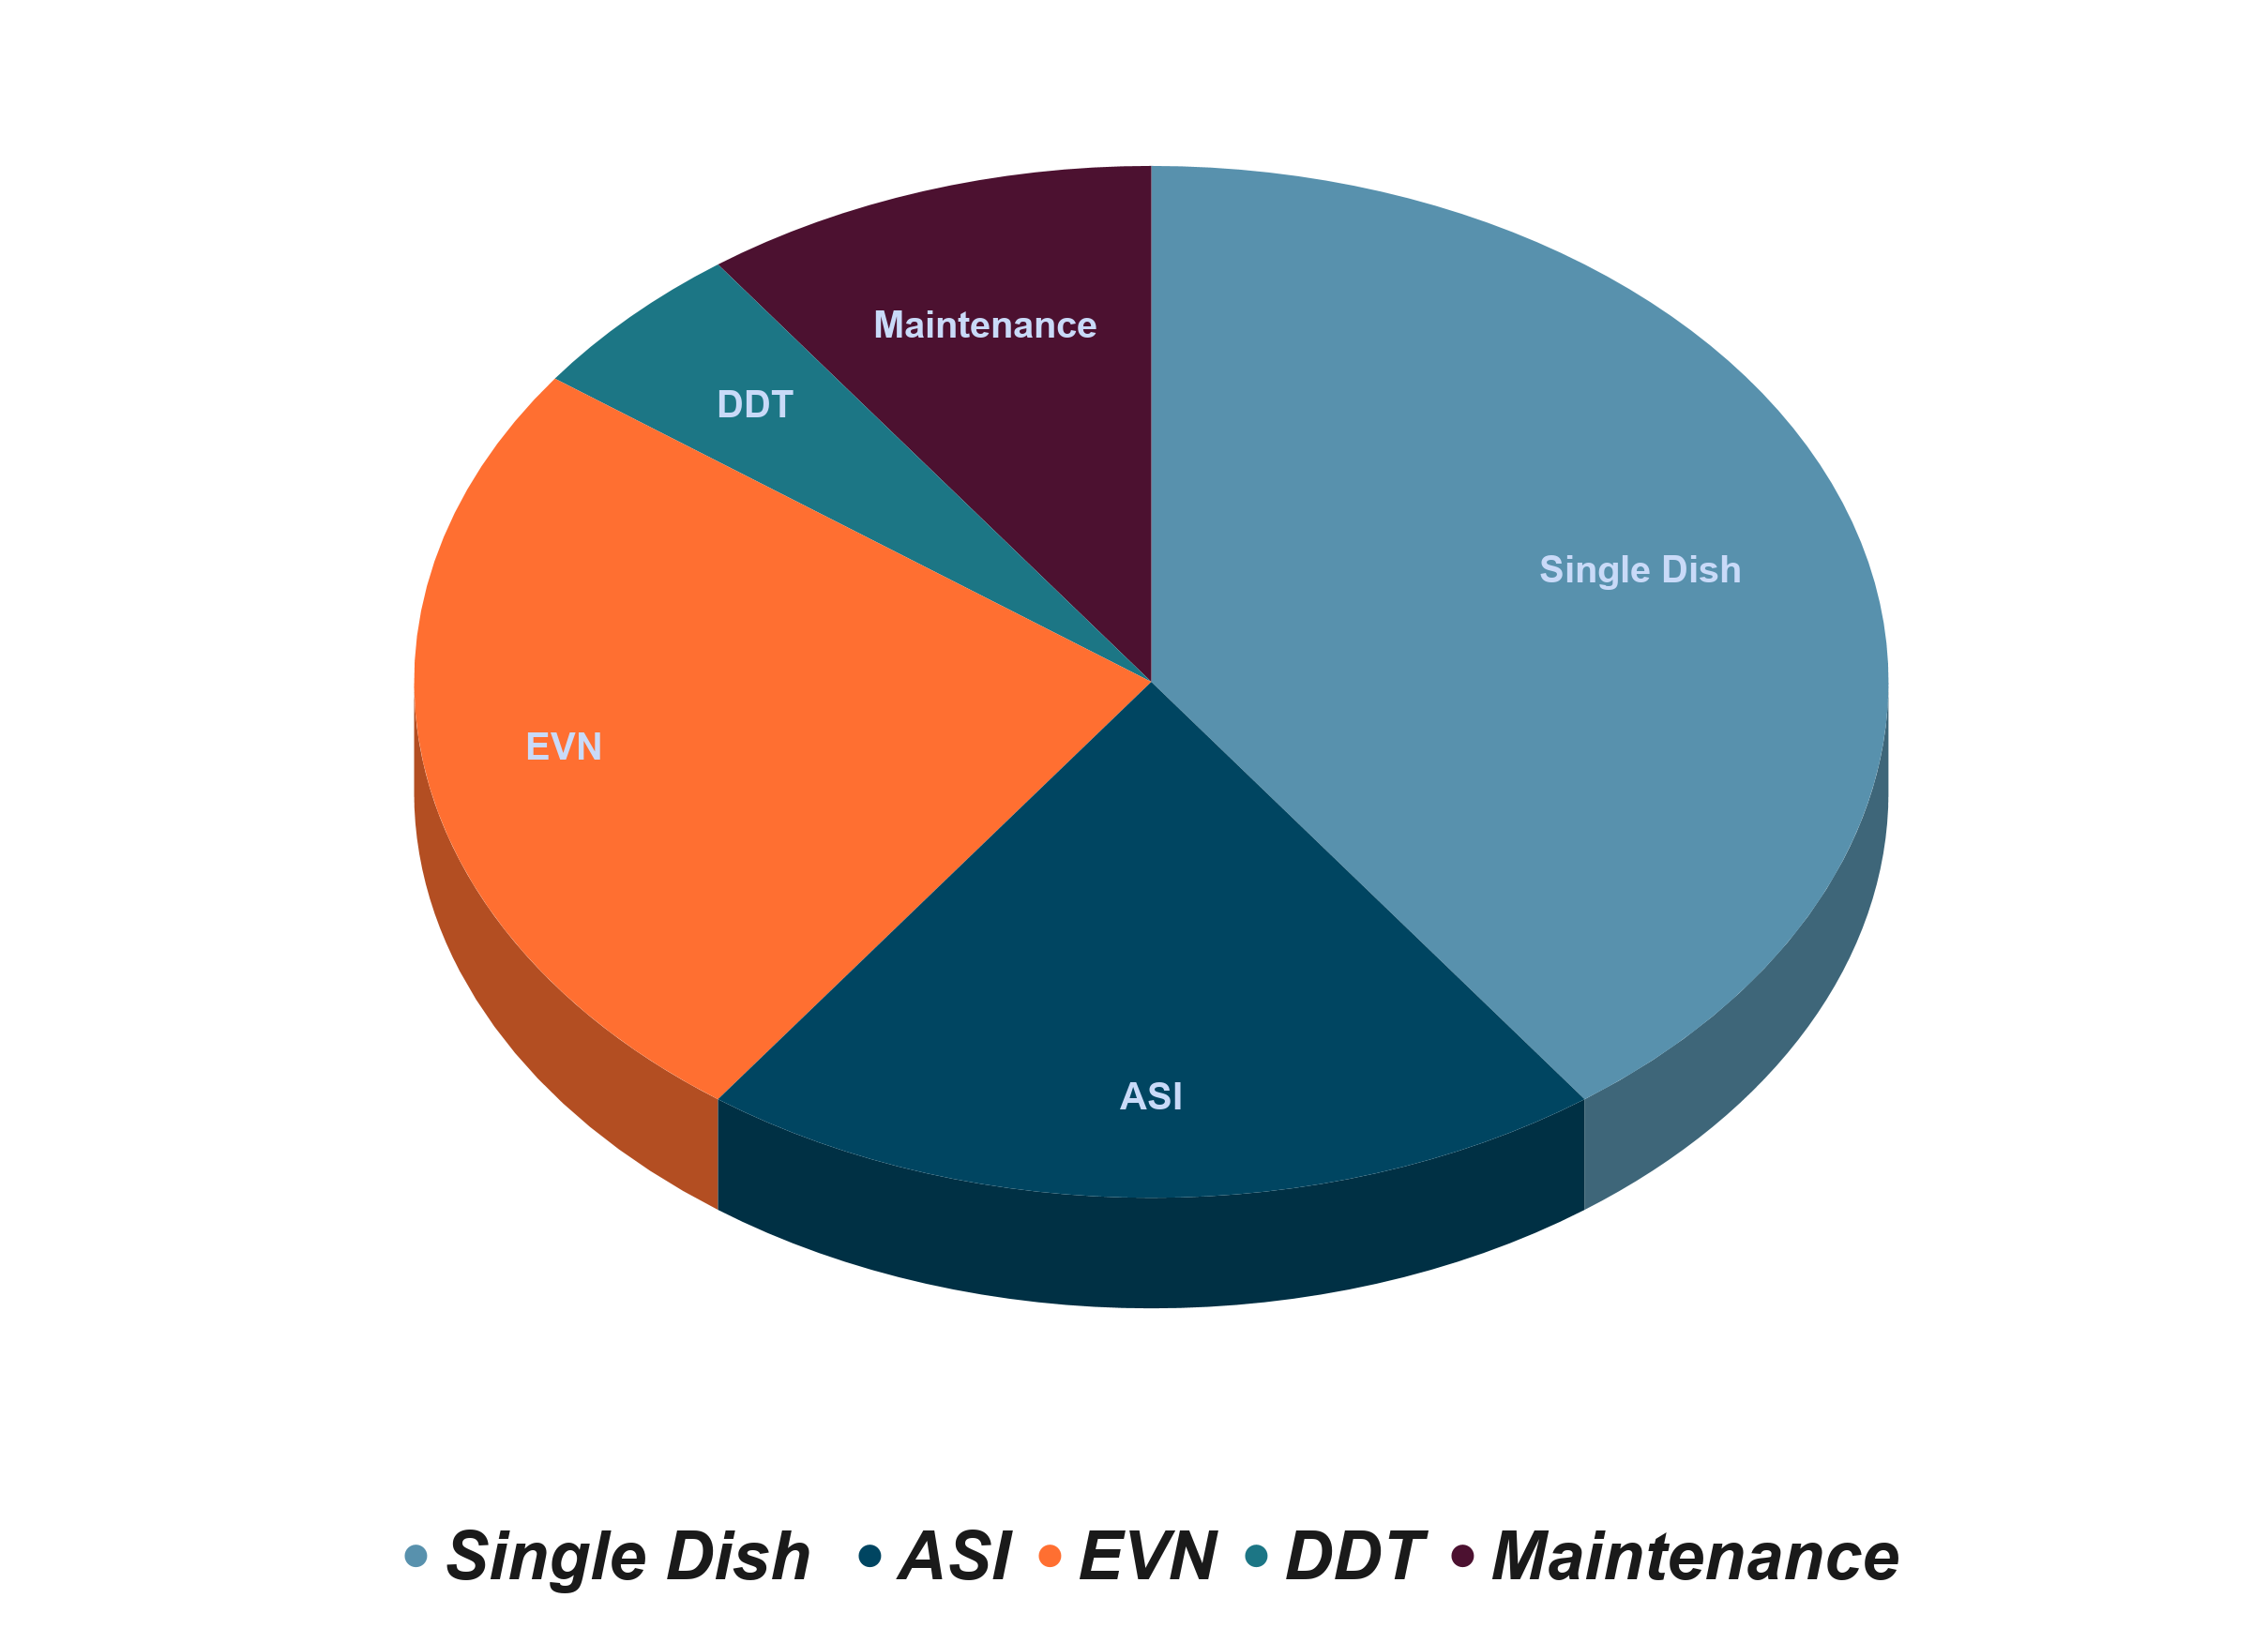 Maintenance
DDT
Single Dish
EVN
ASI
Single Dish ASI EVN DDT Maintenance